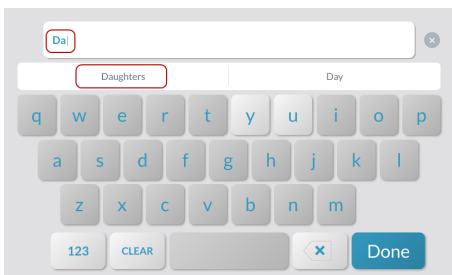 Da
Daughters Day
q w e r t y u i o p
a s d f g h j k l
z x c v b n m
123 CLEAR Done